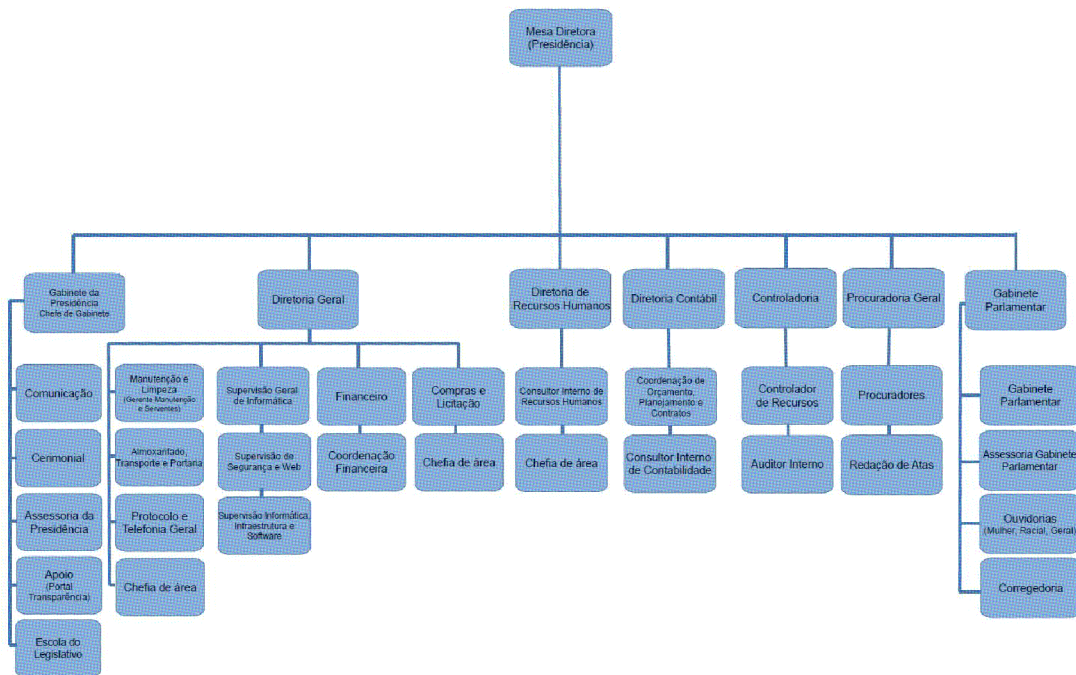 Mesa Diretora
(Presidência)
Gabinete da
Presidência
Chefe de Gabinete
Diretoria Geral
Diretoria de
Recursos Humanos
Diretoria Contábil
Controladoria
Procuradoria Geral
Gabinete
Parlamentar
Comunicação
Cerimonial
Assessoria da
Presidência
Apoio
(Portal
Transparência)
Escola do
Legislativo
Manutenção e
Limpeza
(Gerente Manutenção
e Serventes)
Almoxarifado,
Transporte e Portaria
Protocolo e
Telefonia Geral
Chefia de área
Supervisão Geral
de Informática
Supervisão de
Segurança e Web
Supervisão Informática,
Infraestrutura e
Software
Financeiro
Coordenação
Financeira
Compras e
Licitação
Chefia de área
Consultor Interno de
Recursos Humanos
Chefia de área
Coordenação de
Orçamento,
Planejamento e
Contratos
Consultor Interno
de Contabilidade
Controlador
de Recursos
Auditor Interno
Procuradores
Redação de Atas
Gabinete
Parlamentar
Assessoria Gabinete
Parlamentar
Ouvidorias
(Mulher, Racial, Geral)
Corregedoria